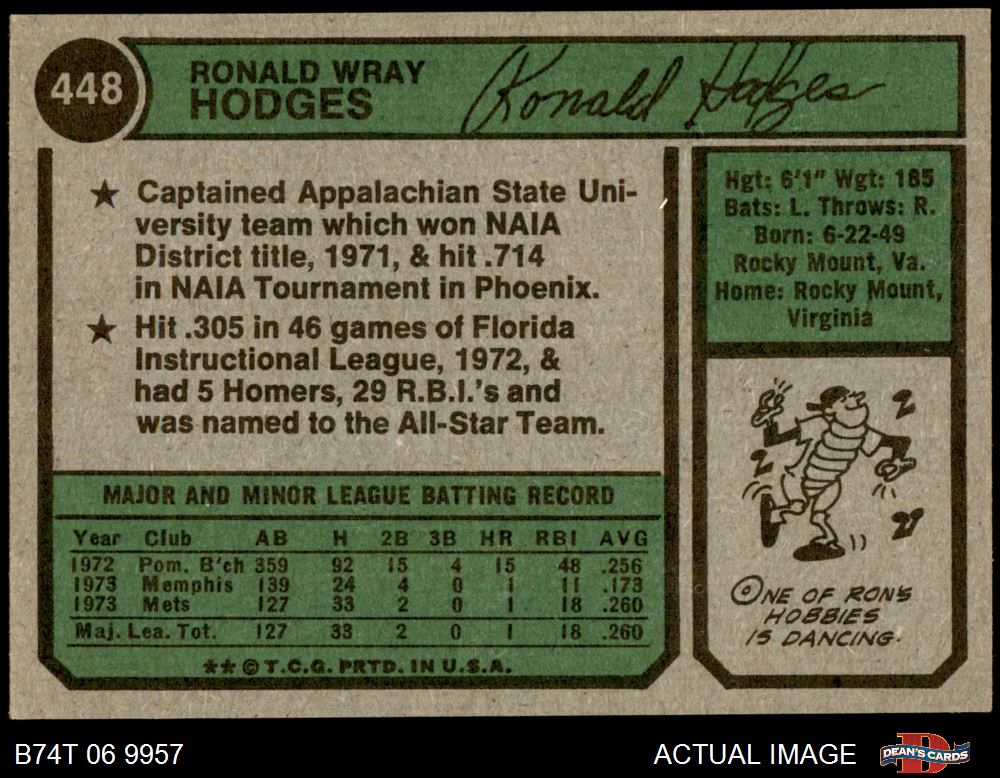 448
RONALD WRAY
HODGES
Ronald Hodges
★ Captained Appalachian State Uni-
versity team which won NAIA
District title, 1971, & hit .714
in NAIA Tournament in Phoenix.
★ Hit .305 in 46 games of Florida
Instructional League, 1972, &
had 5 Homers, 29 R.B.I.'s and
was named to the All-Star Team.
Hgt: 6'1" Wgt: 185
Bats: L. Throws: R.
Born: 6-22-49
Rocky Mount, Va.
Home: Rocky Mount,
Virginia
ONE OF RON'S
HOBBIES
IS DANCING.
MAJOR AND MINOR LEAGUE BATTING RECORD
Year Club AB H 2B 3B HR RBI AVG
1972 Pom. B'ch 359 92 15 4 15 48 .256
1973 Memphis 139 24 4 0 1 11 .173
1973 Mets 127 33 2 0 1 18 .260
Maj. Lea. Tot. 127 33 2 0 1 18 .260
★★ © T.C.G. PRTD. IN U.S.A.
B74T 06 9957
ACTUAL IMAGE
DEAN'S CARDS